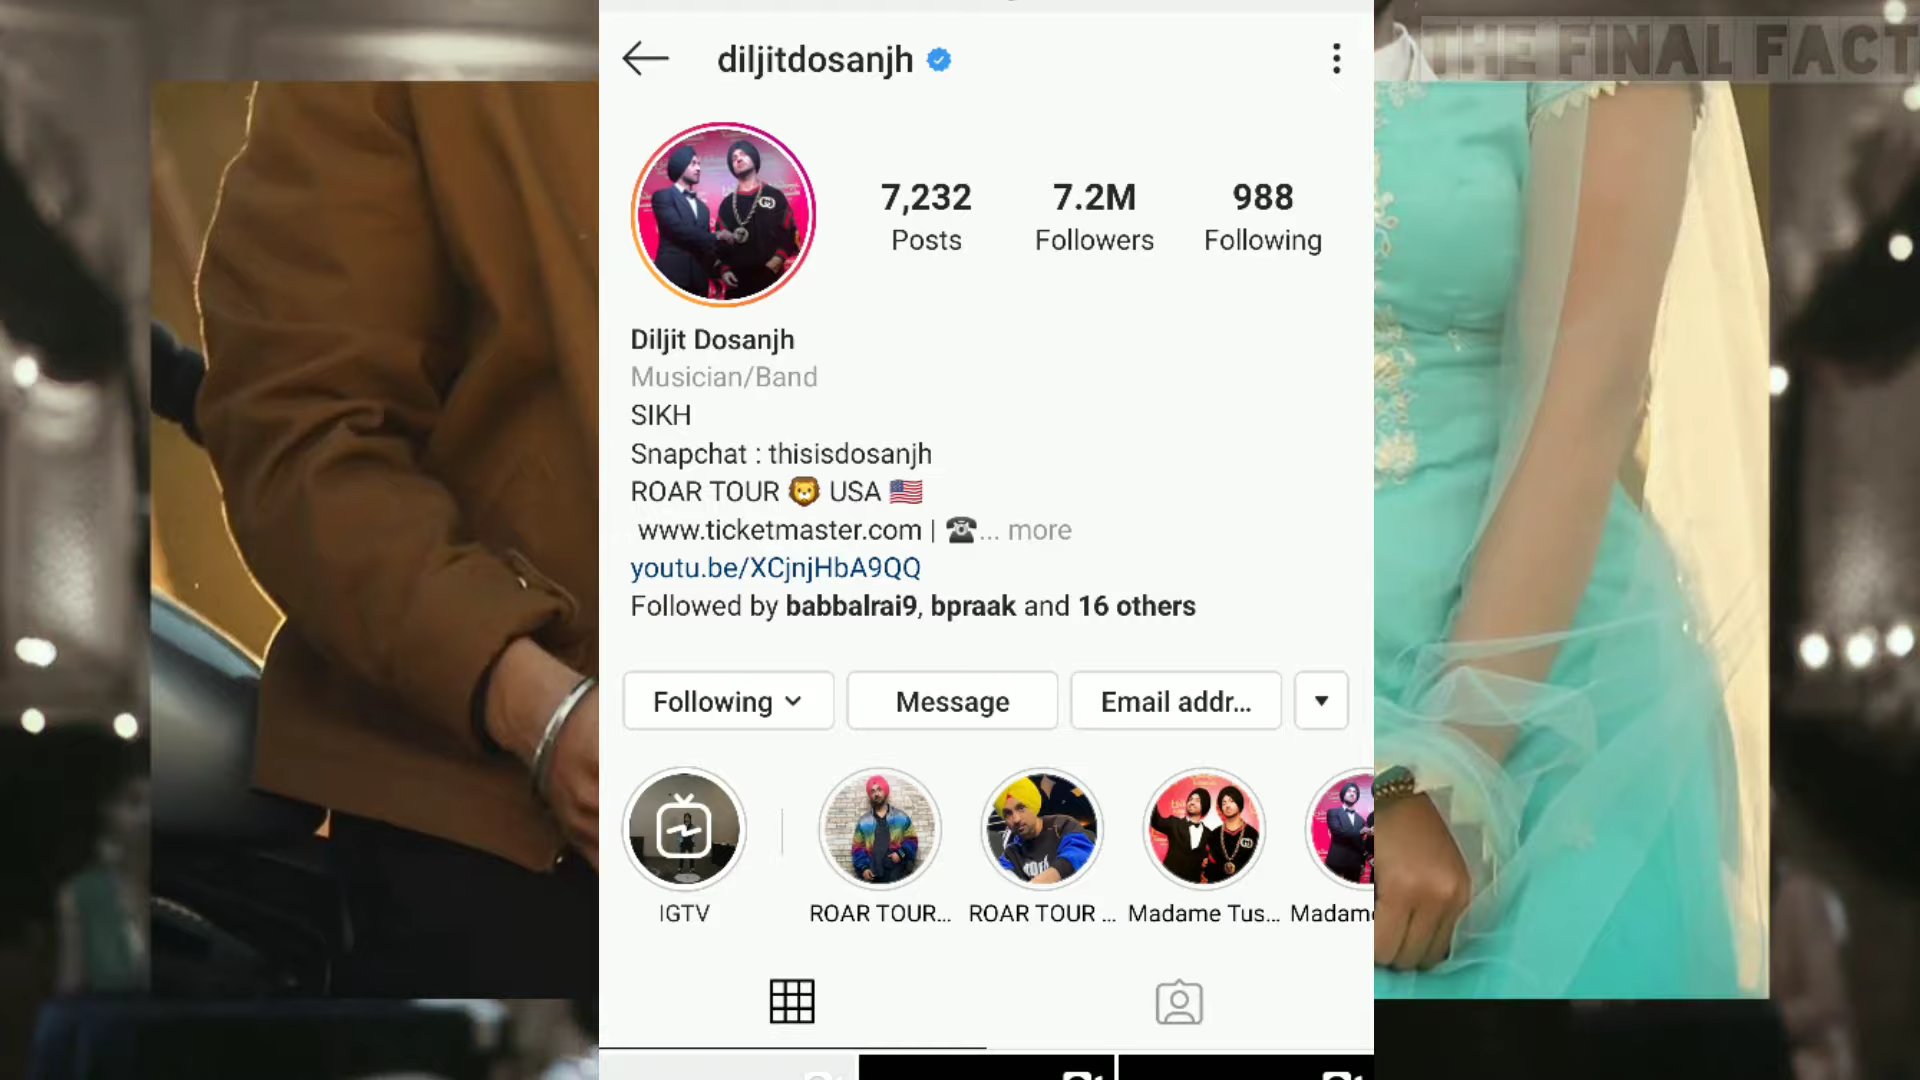 THE FINAL FACT
diljitdosanjh
7,232 7.2M 988
Posts Followers Following
Diljit Dosanjh
Musician/Band
SIKH
Snapchat : thisisdosanjh
ROAR TOUR 🦁 USA 🇺🇸
www.ticketmaster.com | ☎... more
youtu.be/XCjnjHbA9QQ
Followed by babbalrai9, bpraak and 16 others
Following Message Email addr...
IGTV ROAR TOUR... ROAR TOUR ... Madame Tus... Madam